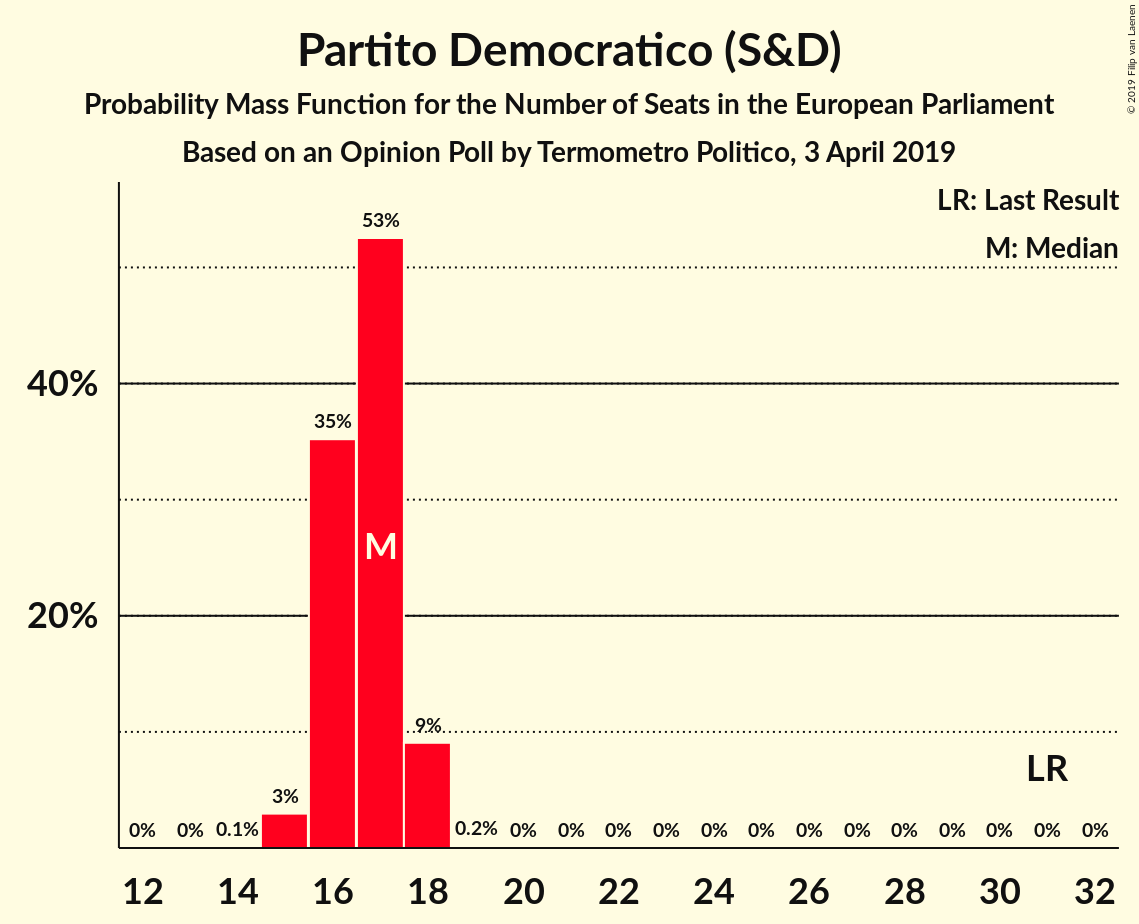 Partito Democratico (S&D)
Probability Mass Function for the Number of Seats in the European Parliament
Based on an Opinion Poll by Termometro Politico, 3 April 2019
© 2019 Filip van Laenen
LR: Last Result
M: Median
53%
40%
35%
M
20%
9%
LR
3%
0% 0% 0.1% 0.2% 0% 0% 0% 0% 0% 0% 0% 0% 0% 0% 0% 0% 0%
12 14 16 18 20 22 24 26 28 30 32